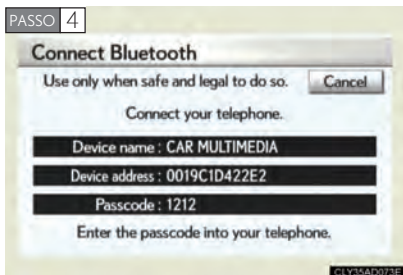 PASSO 4
Connect Bluetooth
Use only when safe and legal to do so. Cancel
Connect your telephone.
Device name : CAR MULTIMEDIA
Device address : 0019C1D422E2
Passcode : 1212
Enter the passcode into your telephone.
CLY35AD073E